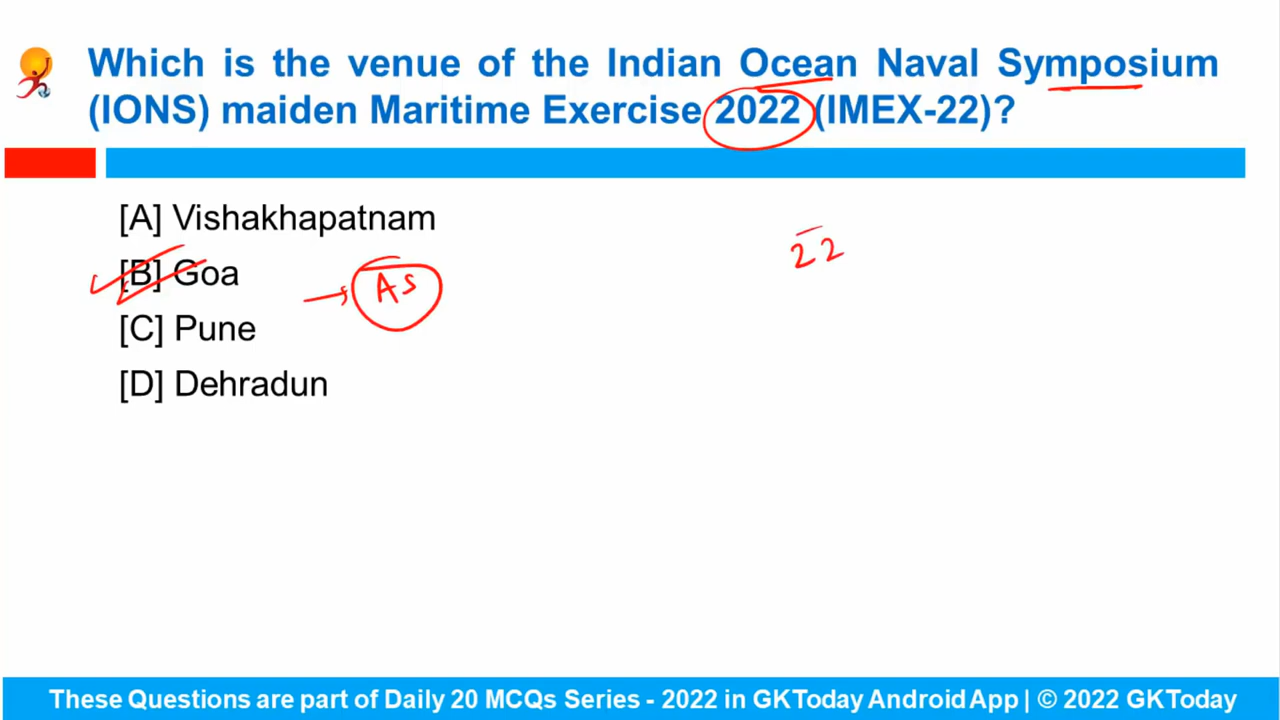 Which is the venue of the Indian Ocean Naval Symposium
(IONS) maiden Maritime Exercise 2022 (IMEX-22)?
[A] Vishakhapatnam
22
[B] Goa
As
[C] Pune
[D] Dehradun
These Questions are part of Daily 20 MCQs Series - 2022 in GKToday Android App | © 2022 GKToday